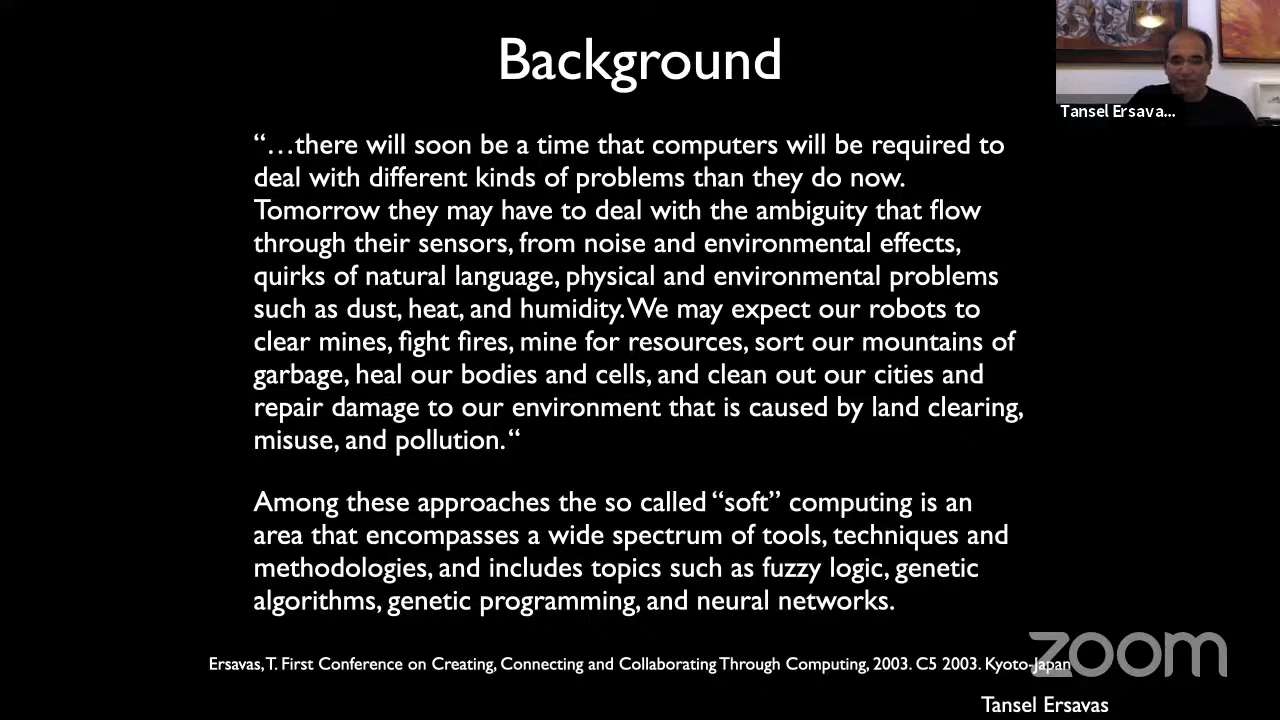 Background
Tansel Ersava...
“...there will soon be a time that computers will be required to
deal with different kinds of problems than they do now.
Tomorrow they may have to deal with the ambiguity that flow
through their sensors, from noise and environmental effects,
quirks of natural language, physical and environmental problems
such as dust, heat, and humidity. We may expect our robots to
clear mines, fight fires, mine for resources, sort our mountains of
garbage, heal our bodies and cells, and clean out our cities and
repair damage to our environment that is caused by land clearing,
misuse, and pollution. “
Among these approaches the so called “soft” computing is an
area that encompasses a wide spectrum of tools, techniques and
methodologies, and includes topics such as fuzzy logic, genetic
algorithms, genetic programming, and neural networks.
Ersavas, T. First Conference on Creating, Connecting and Collaborating Through Computing, 2003. C5 2003. Kyoto-Japan
zoom
Tansel Ersavas